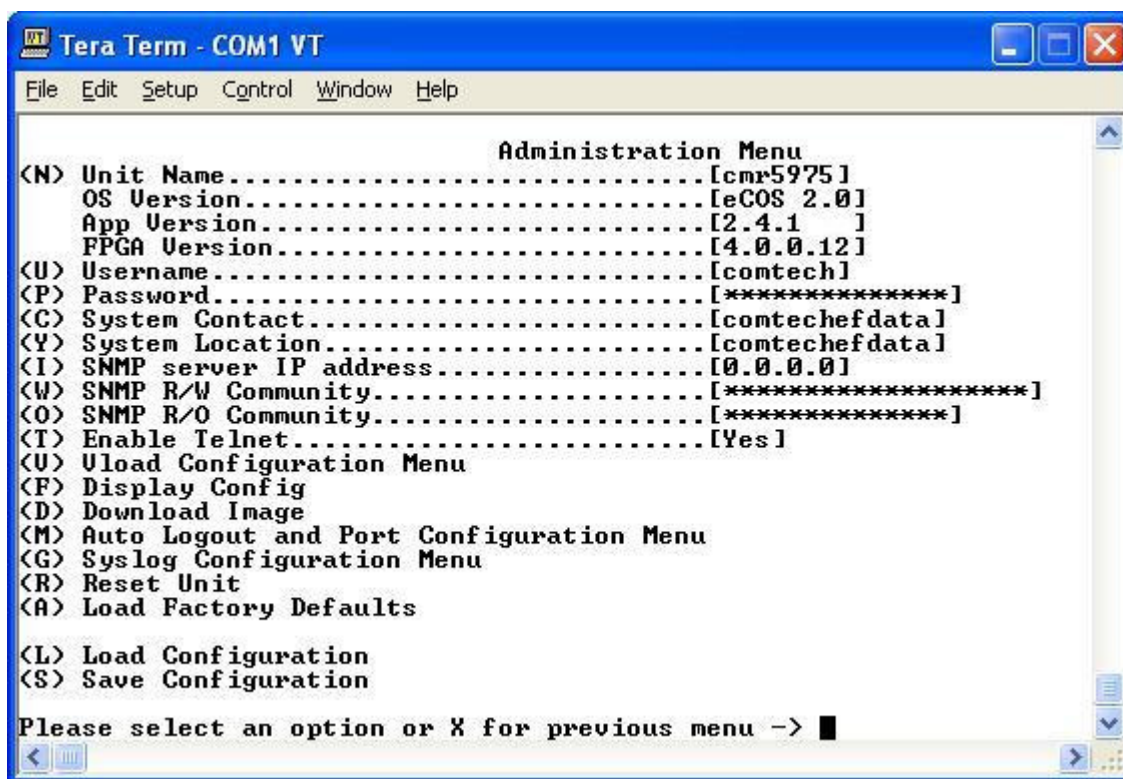 Tera Term - COM1 VT
File Edit Setup Control Window Help
Administration Menu
(N) Unit Name..............................[cmr5975]
OS Version.............................[eCOS 2.0]
App Version............................[2.4.1   ]
FPGA Version...........................[4.0.0.12]
(U) Username...............................[comtech]
(P) Password...............................[**************]
(C) System Contact.........................[comtechefdata]
(Y) System Location........................[comtechefdata]
(I) SNMP server IP address.................[0.0.0.0]
(W) SNMP R/W Community.....................[*******************]
(O) SNMP R/O Community.....................[**************]
(T) Enable Telnet..........................[Yes]
(V) Vload Configuration Menu
(F) Display Config
(D) Download Image
(M) Auto Logout and Port Configuration Menu
(G) Syslog Configuration Menu
(R) Reset Unit
(A) Load Factory Defaults
(L) Load Configuration
(S) Save Configuration
Please select an option or X for previous menu ->